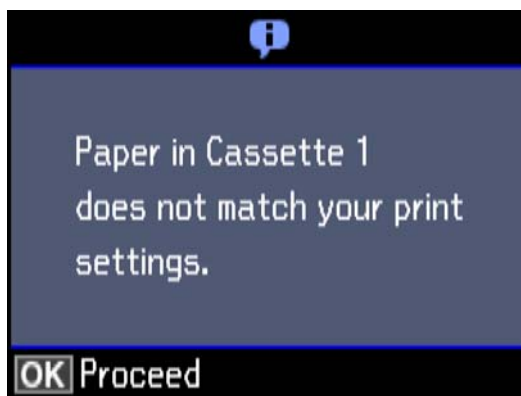 Paper in Cassette 1
does not match your print
settings.
OK Proceed